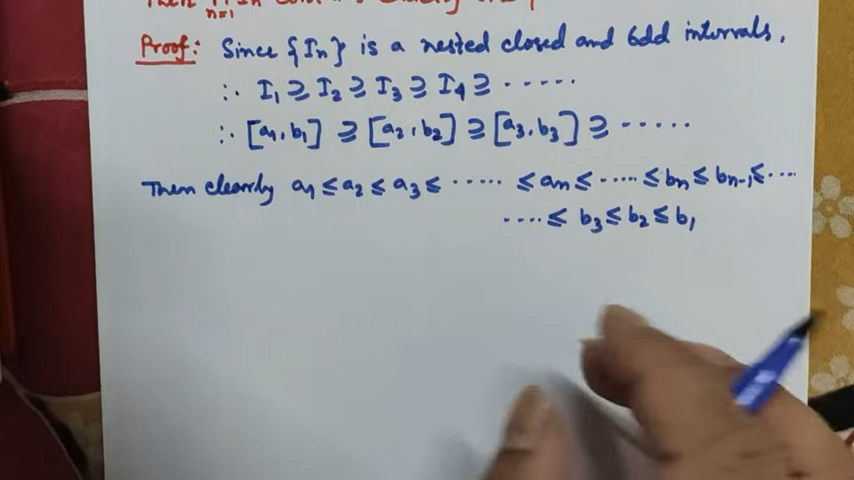 n=1
Proof: Since {Iₙ} is a nested closed and bdd intervals.
∴ I₁ ⊇ I₂ ⊇ I₃ ⊇ I₄ ⊇ ......
∴ [a₁, b₁] ⊇ [a₂, b₂] ⊇ [a₃, b₃] ⊇ ......
Then clearly a₁ ≤ a₂ ≤ a₃ ≤ ...... ≤ aₙ ≤ ..... ≤ bₙ ≤ bₙ₋₁ ≤ ....
.... ≤ b₃ ≤ b₂ ≤ b₁